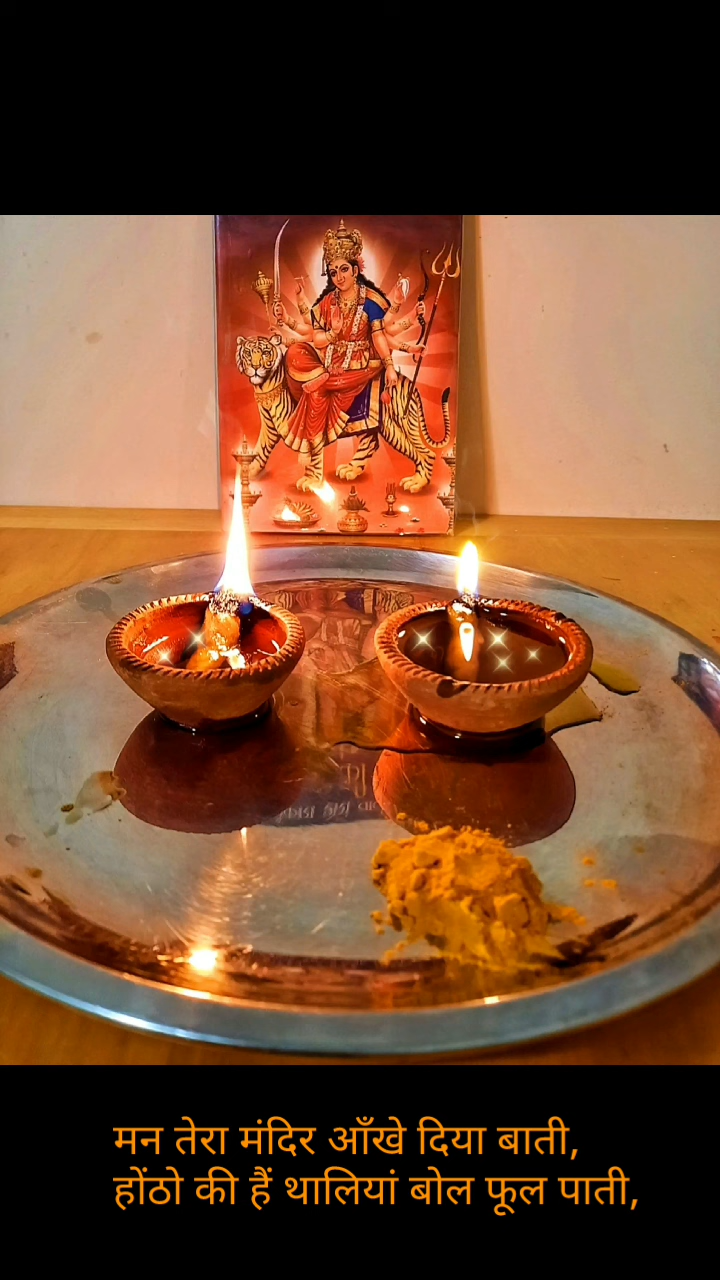 मन तेरा मंदिर आँखे दिया बाती,
होंठो की हैं थालियां बोल फूल पाती,